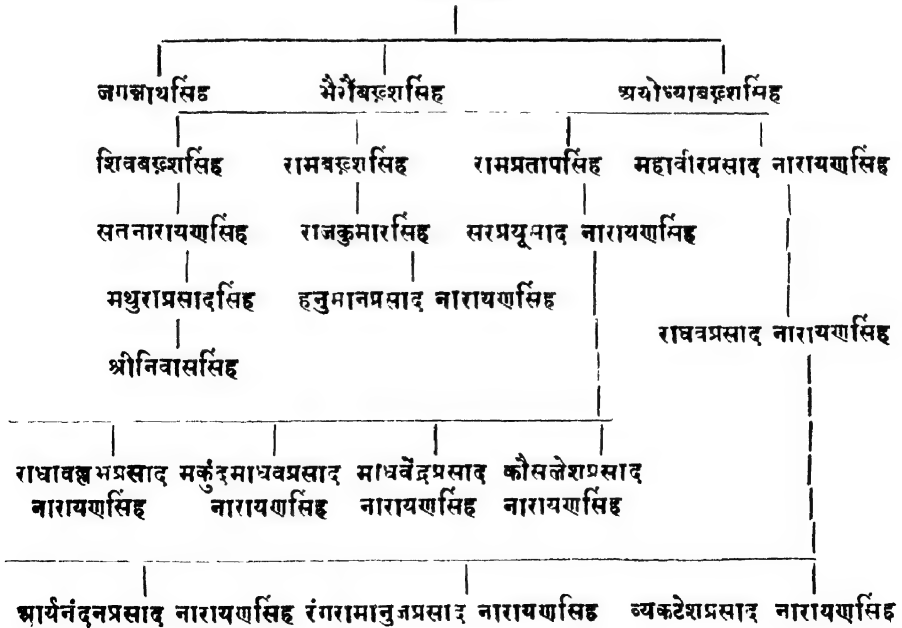 जगन्नाथसिंह भैरोंबख़्शसिंह अयोध्याबख़्शसिंह
शिवबख़्शसिंह रामबख़्शसिंह रामप्रतापसिंह महावीरप्रसाद नारायणसिंह
सतनारायणसिंह राजकुमारसिंह सरप्रयूसाद नारायणसिंह
मथुराप्रसादसिंह हनुमानप्रसाद नारायणसिंह
राघवप्रसाद नारायणसिंह
श्रीनिवाससिंह
राधावल्लभप्रसाद मकुंदमाधवप्रसाद माधवेंद्रप्रसाद कौसलेशप्रसाद
नारायणसिंह नारायणसिंह नारायणसिंह नारायणसिंह
आर्यनंदनप्रसाद नारायणसिंह रंगरामानुजप्रसाद नारायणसिंह व्यकटेशप्रसाद नारायणसिंह